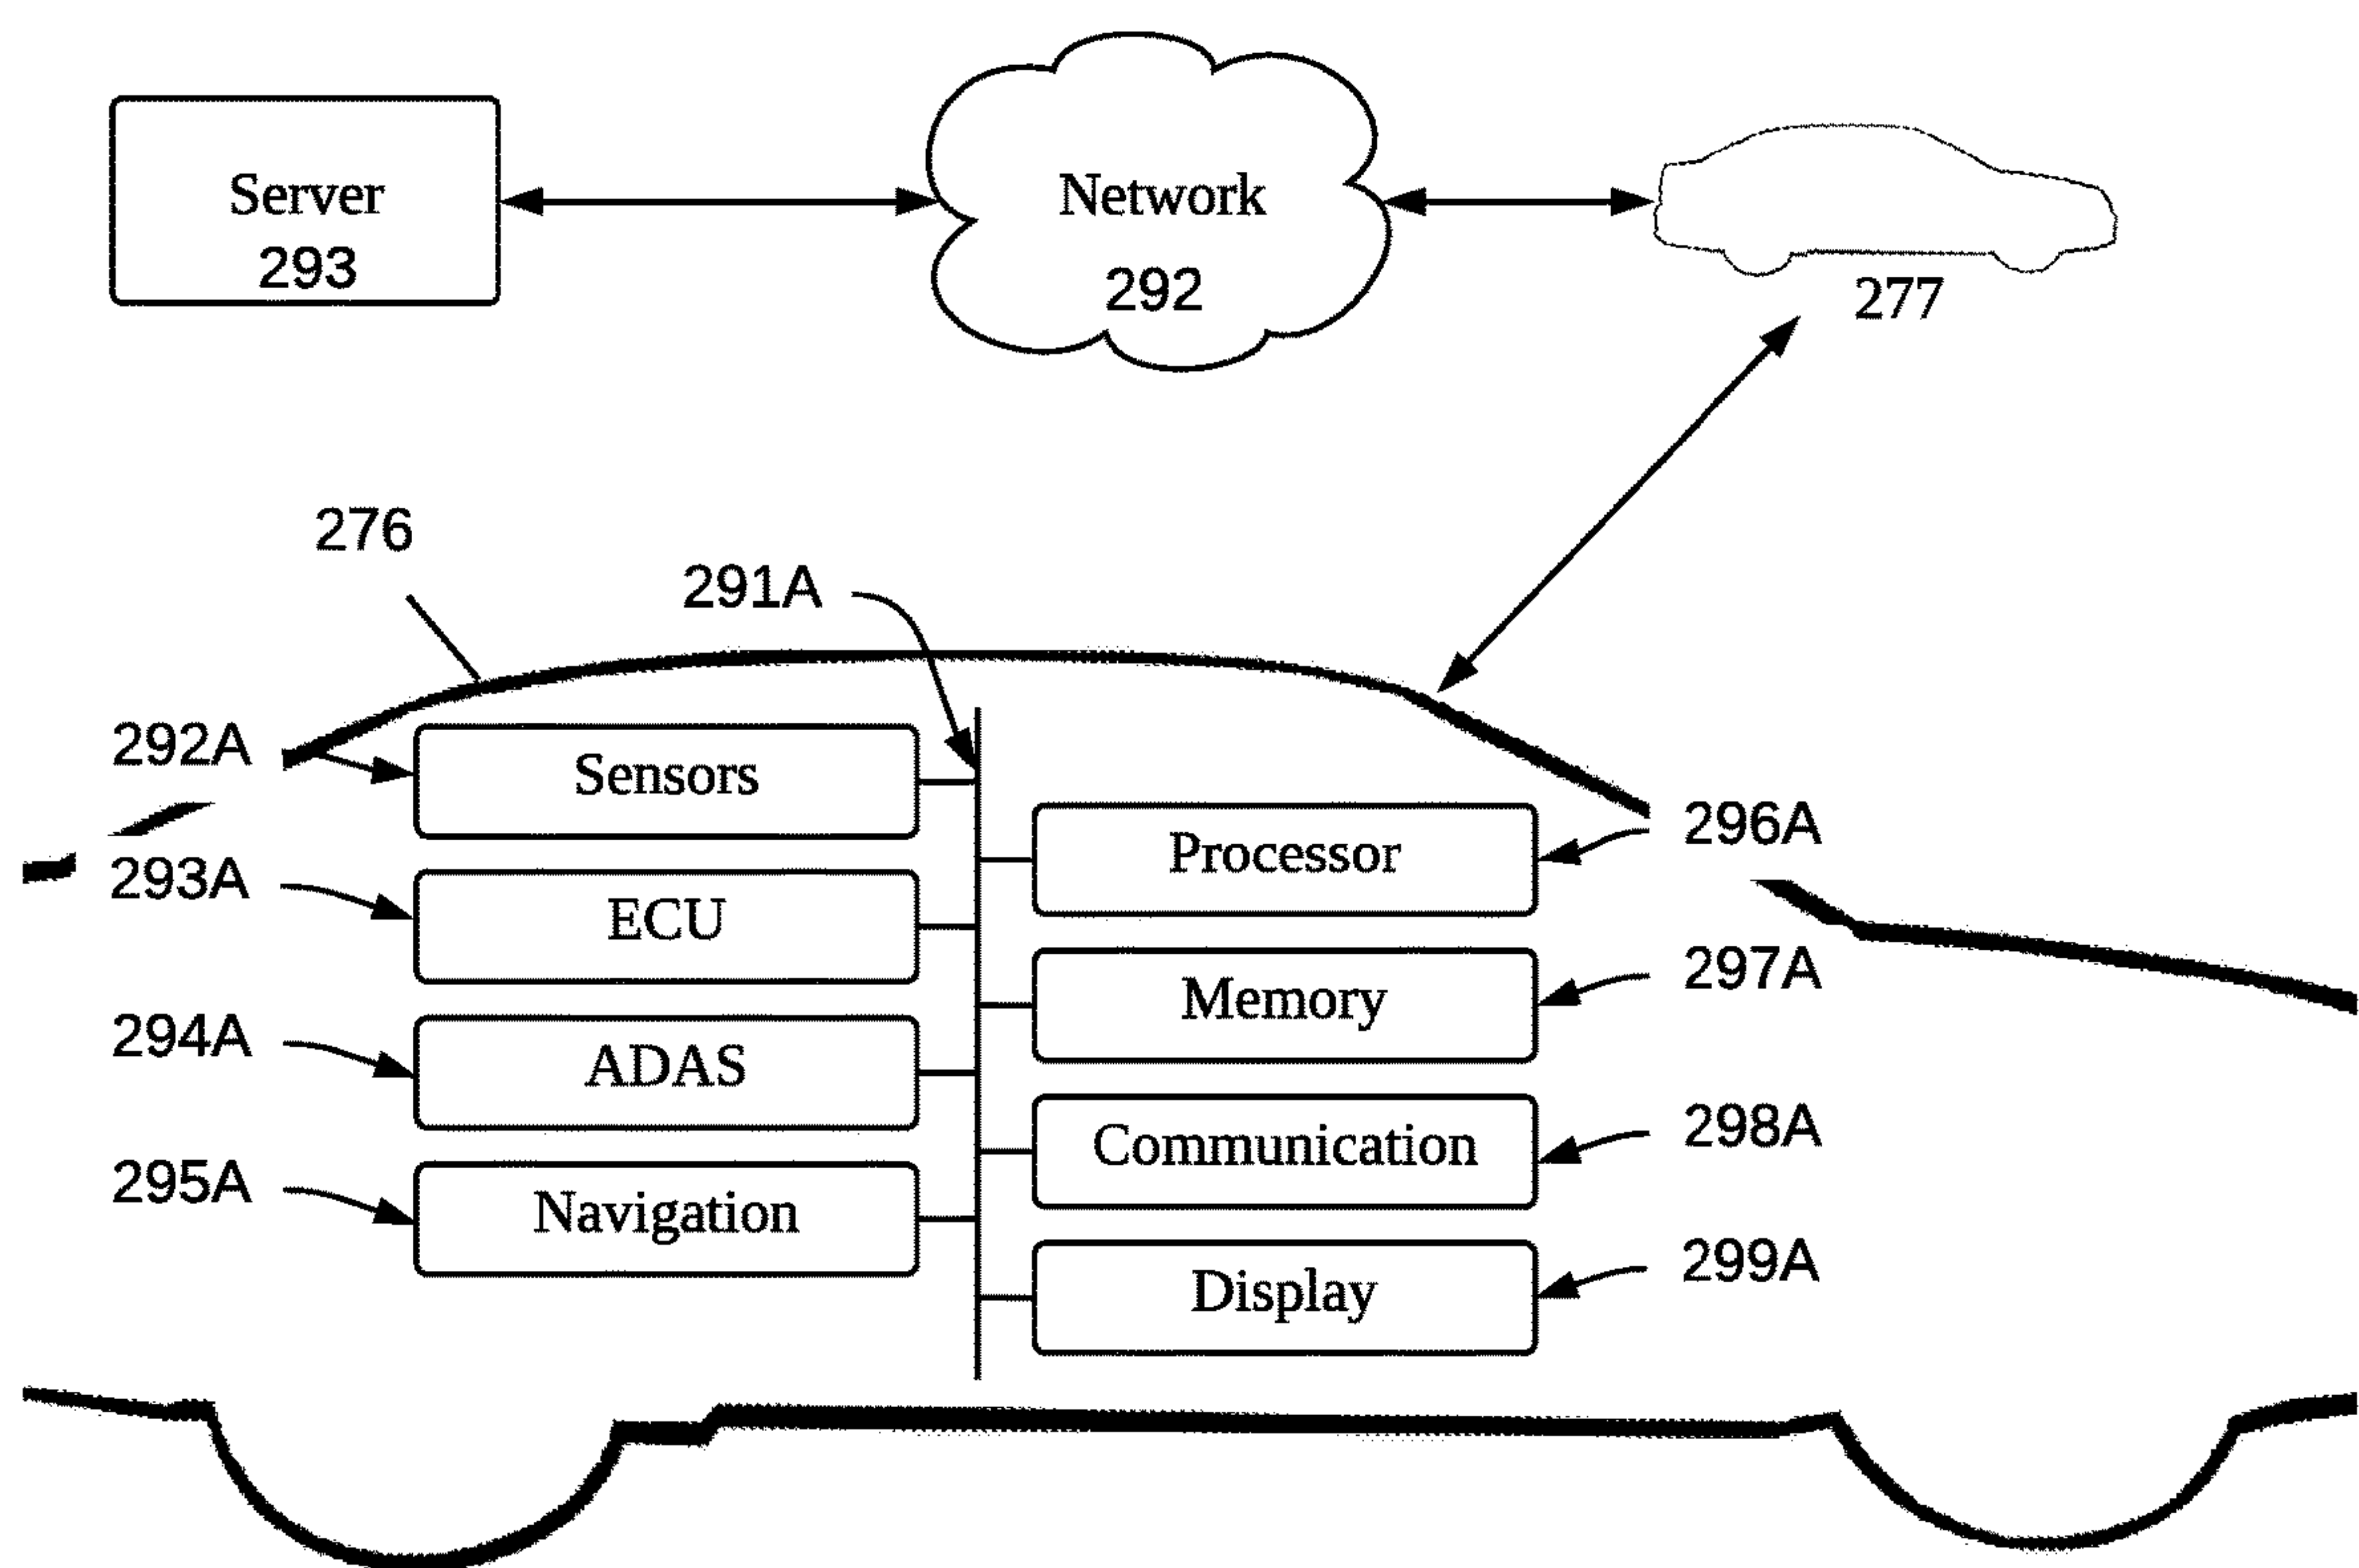 Server
293
Network
292
277
276
291A
292A
Sensors
Processor
296A
293A
ECU
Memory
297A
294A
ADAS
Communication
298A
295A
Navigation
Display
299A